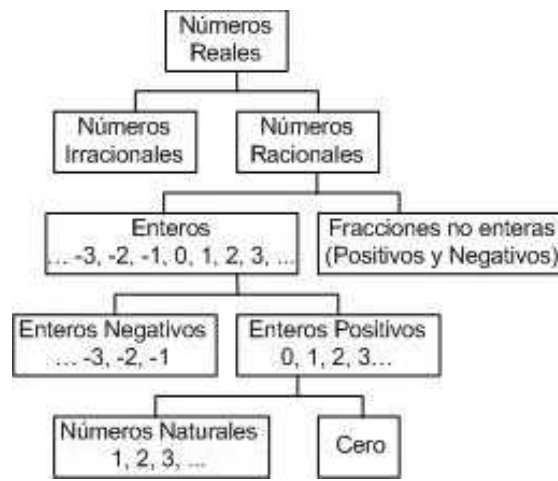 Números
Reales
Números
Irracionales
Números
Racionales
Enteros
... -3, -2, -1, 0, 1, 2, 3, ...
Fracciones no enteras
(Positivos y Negativos)
Enteros Negativos
... -3, -2, -1
Enteros Positivos
0, 1, 2, 3...
Números Naturales
1, 2, 3, ...
Cero